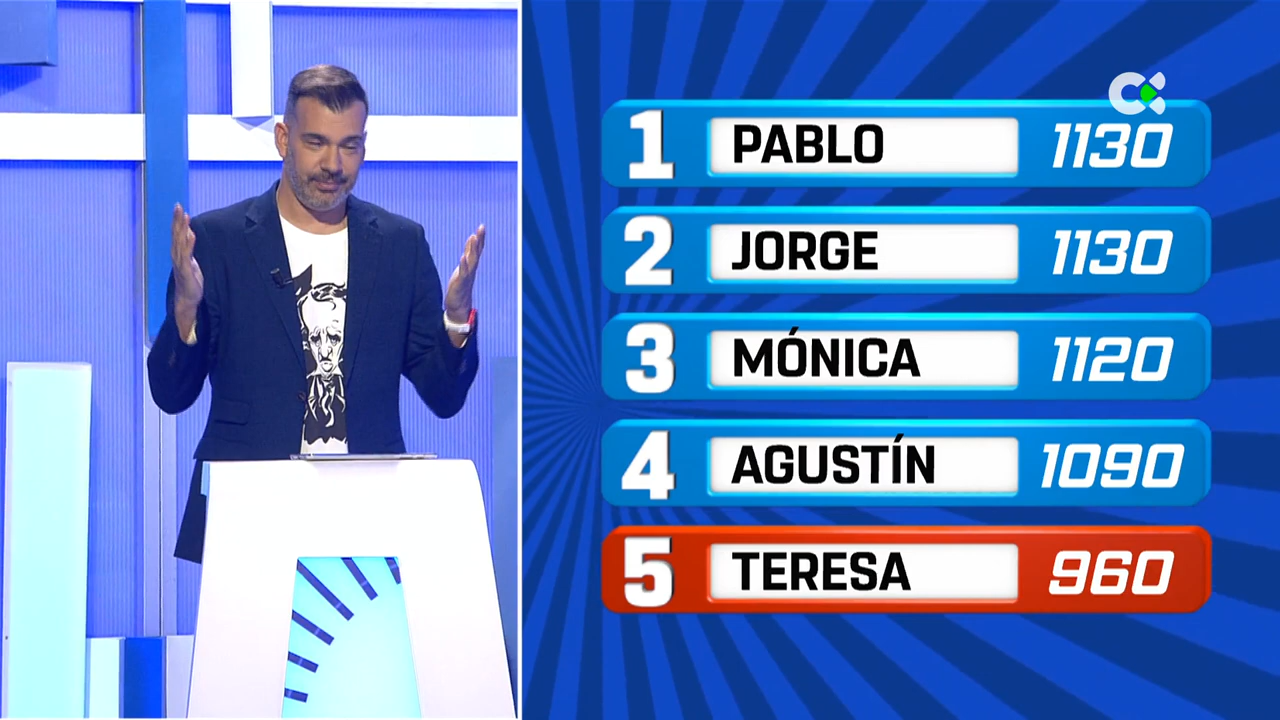 1 PABLO 1130
2 JORGE 1130
3 MÓNICA 1120
4 AGUSTÍN 1090
5 TERESA 960